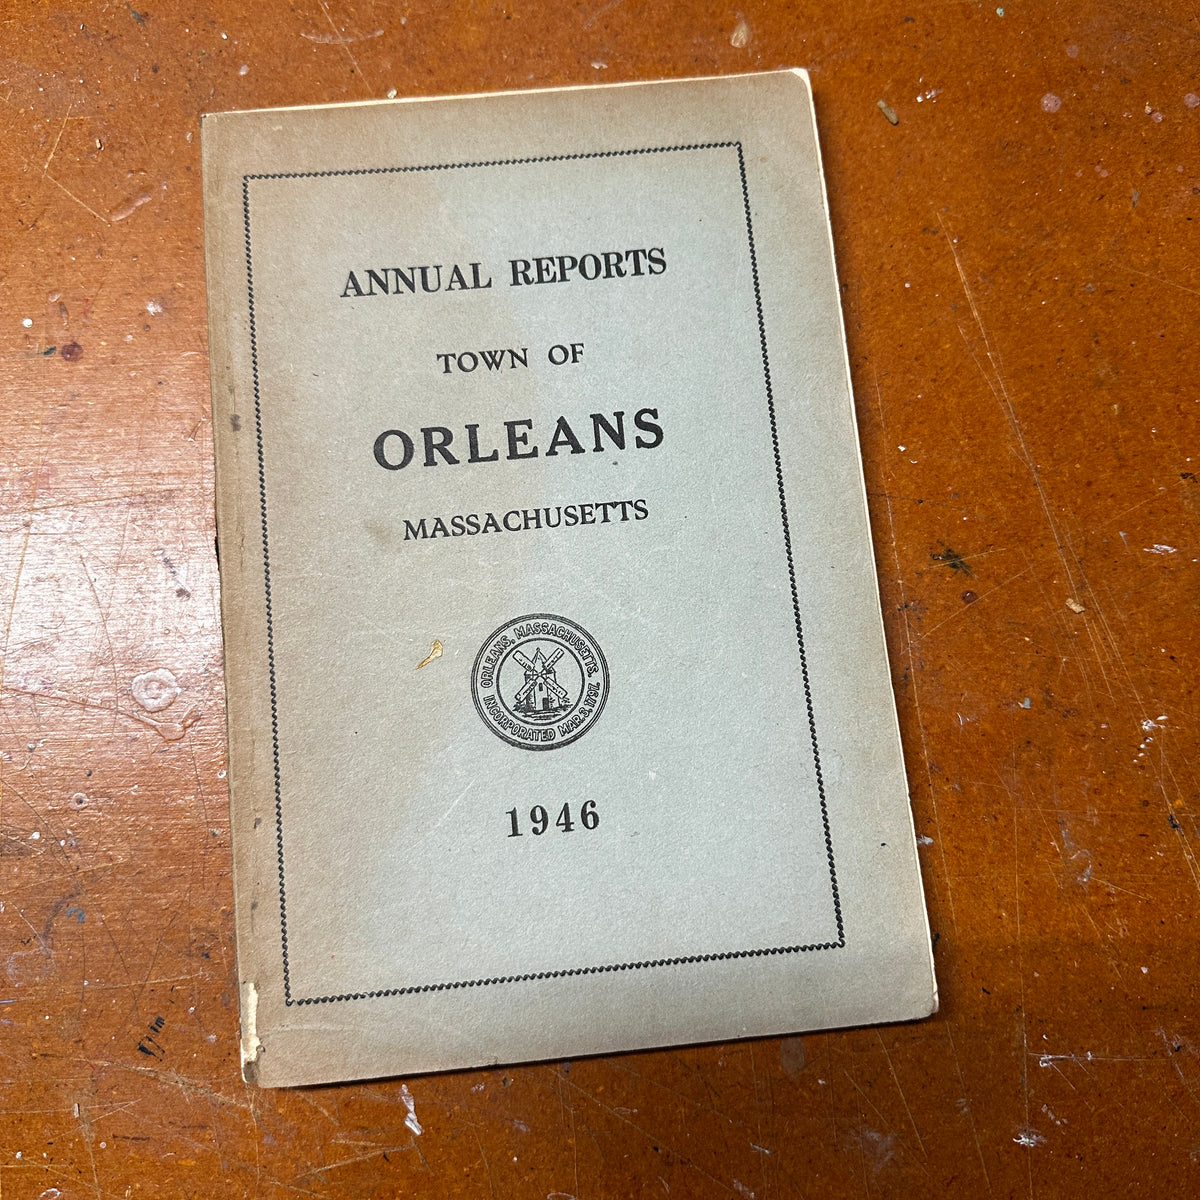 ANNUAL REPORTS
TOWN OF
ORLEANS
MASSACHUSETTS
ORLEANS, MASSACHUSETTS.
INCORPORATED MAR. 3, 1797.
1946